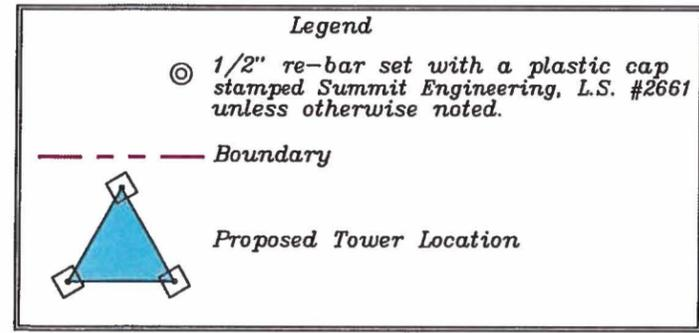 Legend
1/2" re-bar set with a plastic cap
stamped Summit Engineering, L.S. #2661
unless otherwise noted.
Boundary
Proposed Tower Location